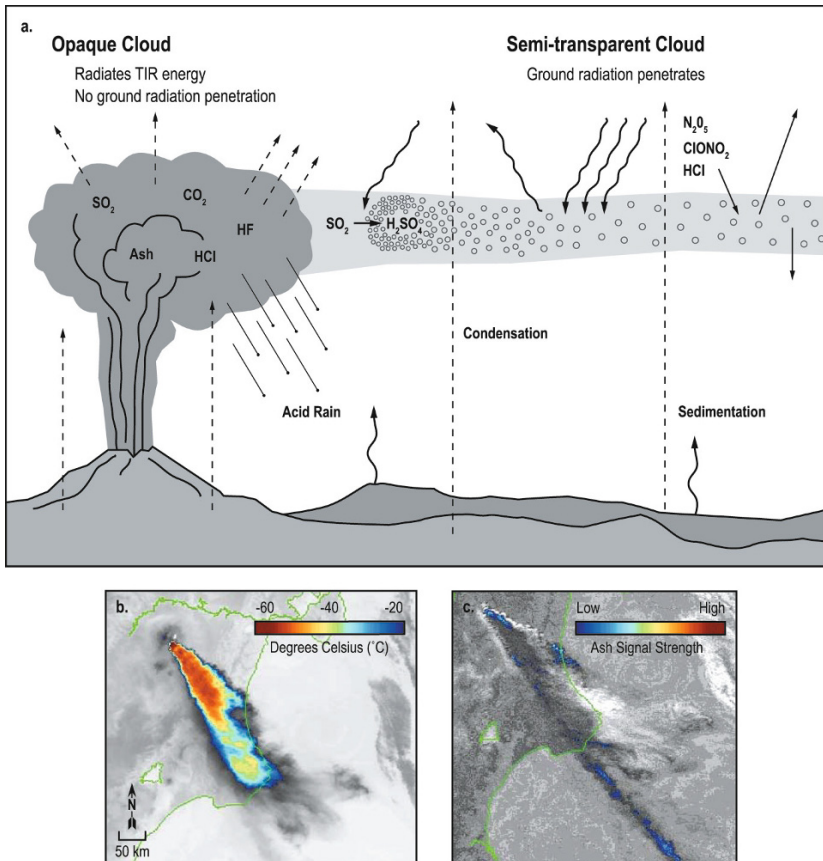 a.
Opaque Cloud
Radiates TIR energy
No ground radiation penetration
Semi-transparent Cloud
Ground radiation penetrates
N₂0₅
ClONO₂
HCl
SO₂
CO₂
HF
Ash
HCl
SO₂
H₂SO₄
Condensation
Acid Rain
Sedimentation
b.
-60 -40 -20
Degrees Celsius (˚C)
N
50 km
c.
Low High
Ash Signal Strength